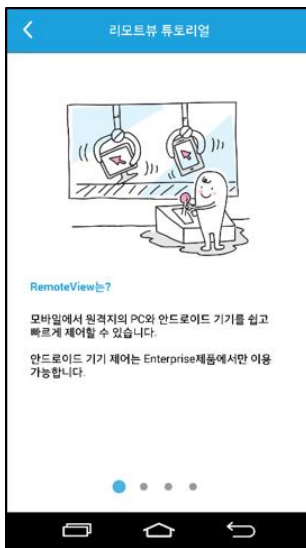 리모트뷰 튜토리얼
RemoteView는?
모바일에서 원격지의 PC와 안드로이드 기기를 쉽고
빠르게 제어할 수 있습니다.
안드로이드 기기 제어는 Enterprise제품에서만 이용
가능합니다.